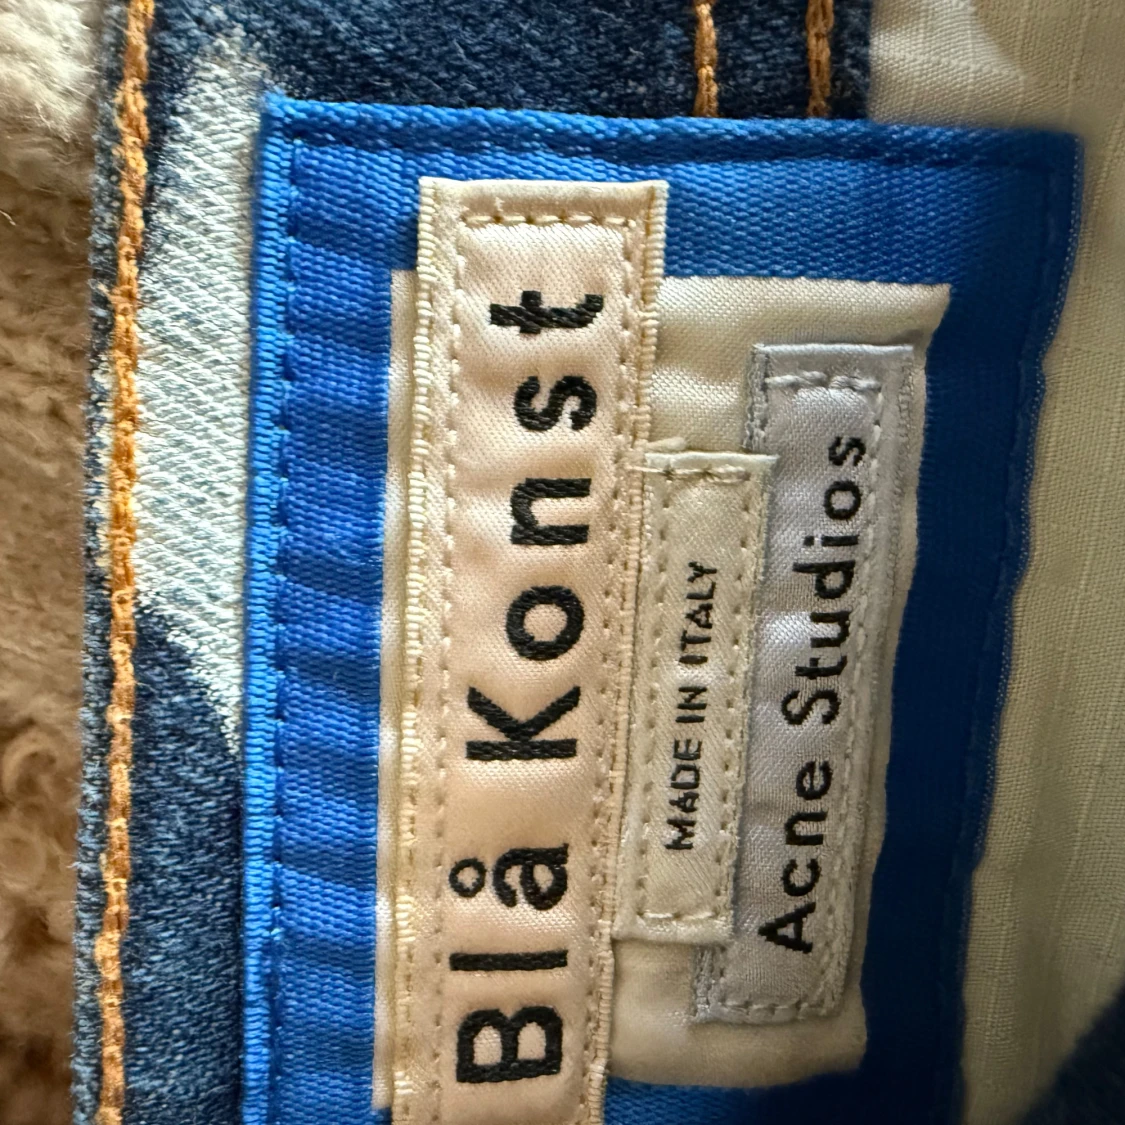 Blå Konst
MADE IN ITALY
Acne Studios